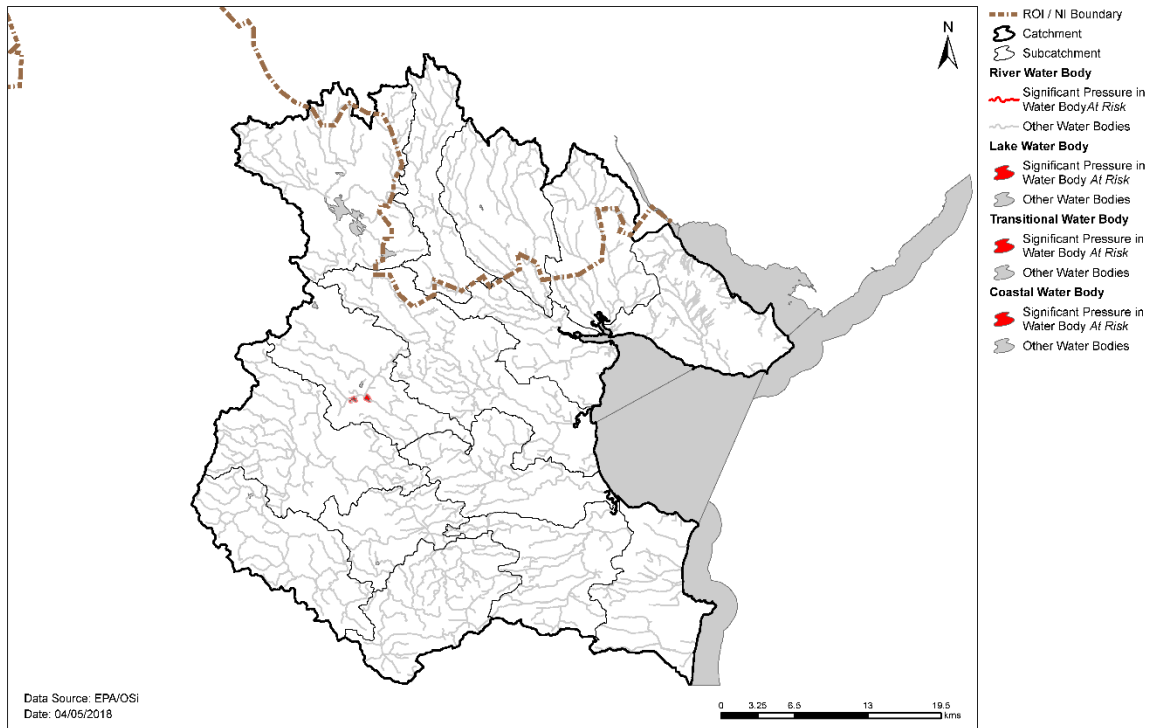 N
ROI / NI Boundary
Catchment
Subcatchment
River Water Body
Significant Pressure in
Water BodyAt Risk
Other Water Bodies
Lake Water Body
Significant Pressure in
Water Body At Risk
Other Water Bodies
Transitional Water Body
Significant Pressure in
Water Body At Risk
Other Water Bodies
Coastal Water Body
Significant Pressure in
Water Body At Risk
Other Water Bodies
Data Source: EPA/OSi
Date: 04/05/2018
0 3.25 6.5 13 19.5
kms